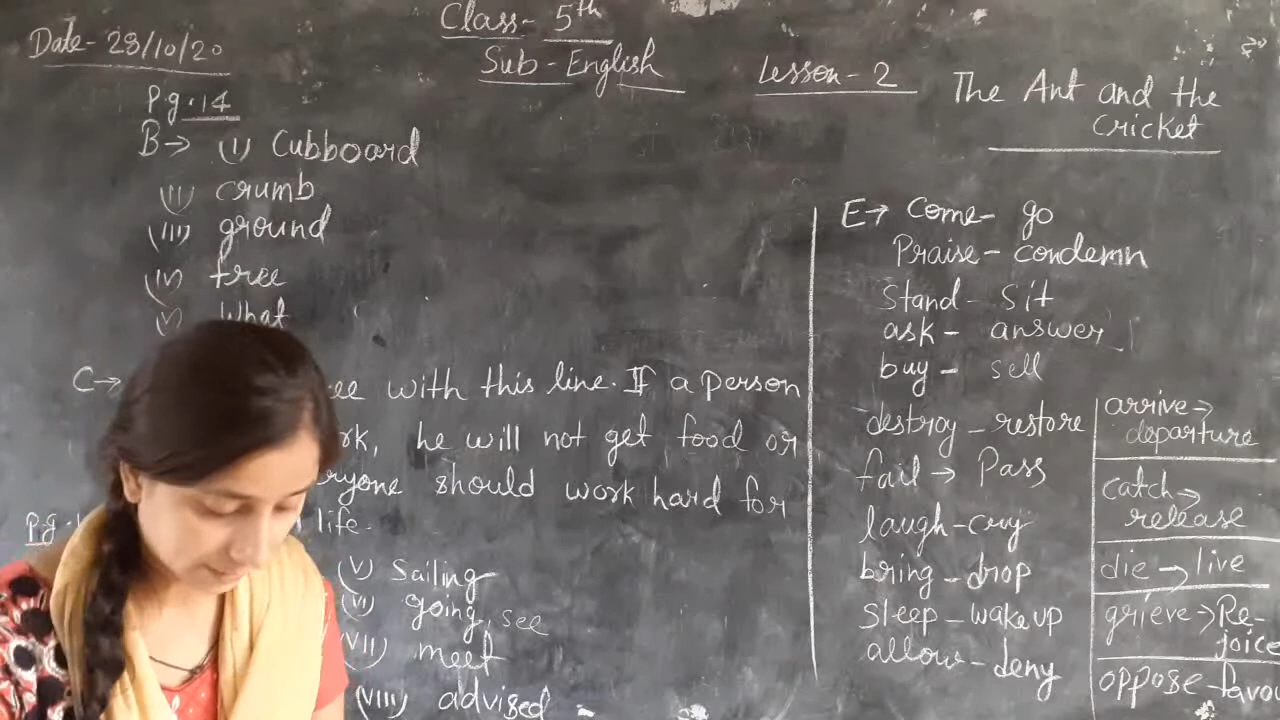 Date- 28/10/20
Class- 5th
Sub- English
Lesson- 2
The Ant and the
Cricket
Pg. 14
B→ (i) Cubboard
(ii) crumb
(iii) ground
(iv) tree
(v) What
C→
with this line. If a person
he will not get food or
should work hard for
life.
Pg.
(v) Sailing
(vi) going, see
(vii) meet
(viii) advised
E→ Come- go
Praise- condemn
Stand- Sit
ask- answer
buy- sell
destroy- restore
fail → Pass
laugh- cry
bring- drop
Sleep- wake up
allow- deny
arrive→
departure
catch→
release
die→ live
grieve→ Re-
joice
oppose- favou